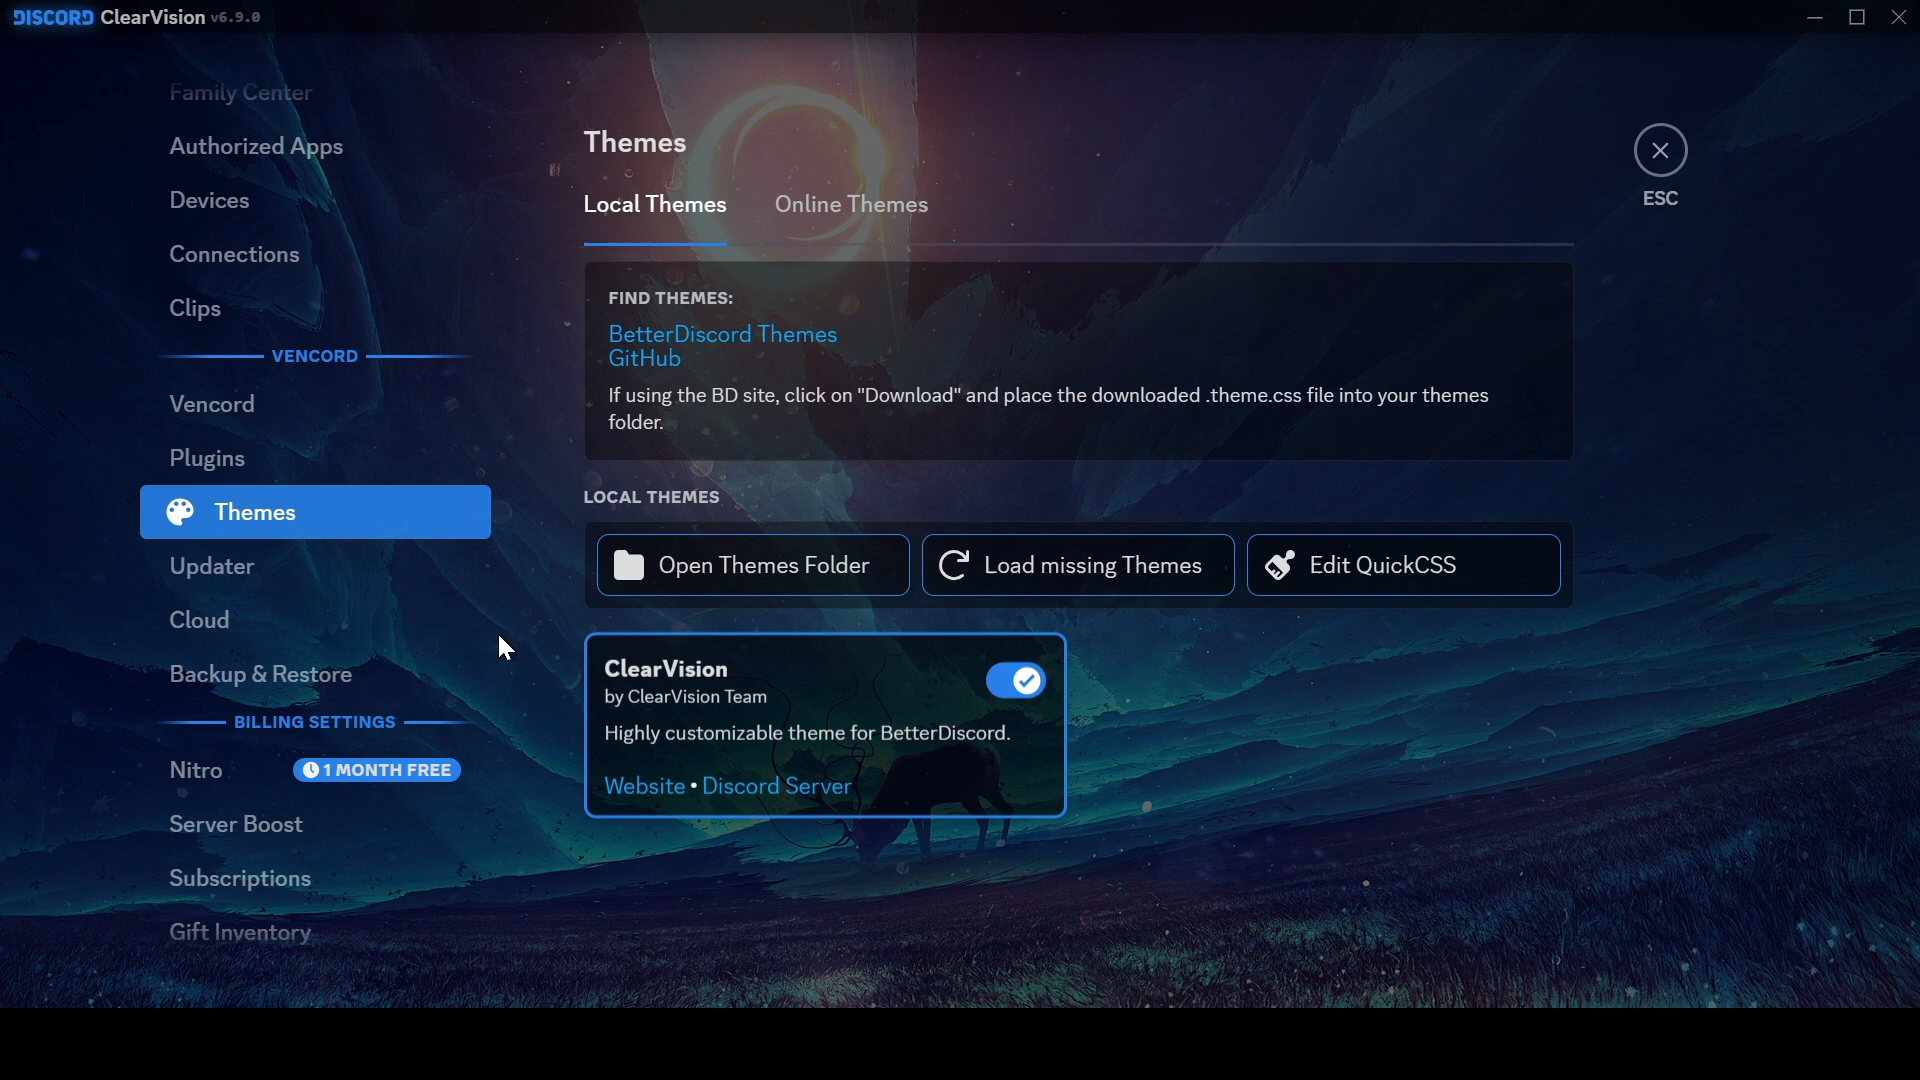 DISCORD ClearVision v6.9.0
Family Center
Authorized Apps
Devices
Connections
Clips
VENCORD
Vencord
Plugins
Themes
Updater
Cloud
Backup & Restore
BILLING SETTINGS
Nitro 1 MONTH FREE
Server Boost
Subscriptions
Gift Inventory
Themes
Local Themes Online Themes
FIND THEMES:
BetterDiscord Themes
GitHub
If using the BD site, click on "Download" and place the downloaded .theme.css file into your themes
folder.
LOCAL THEMES
Open Themes Folder Load missing Themes Edit QuickCSS
ClearVision
by ClearVision Team
Highly customizable theme for BetterDiscord.
Website • Discord Server
ESC